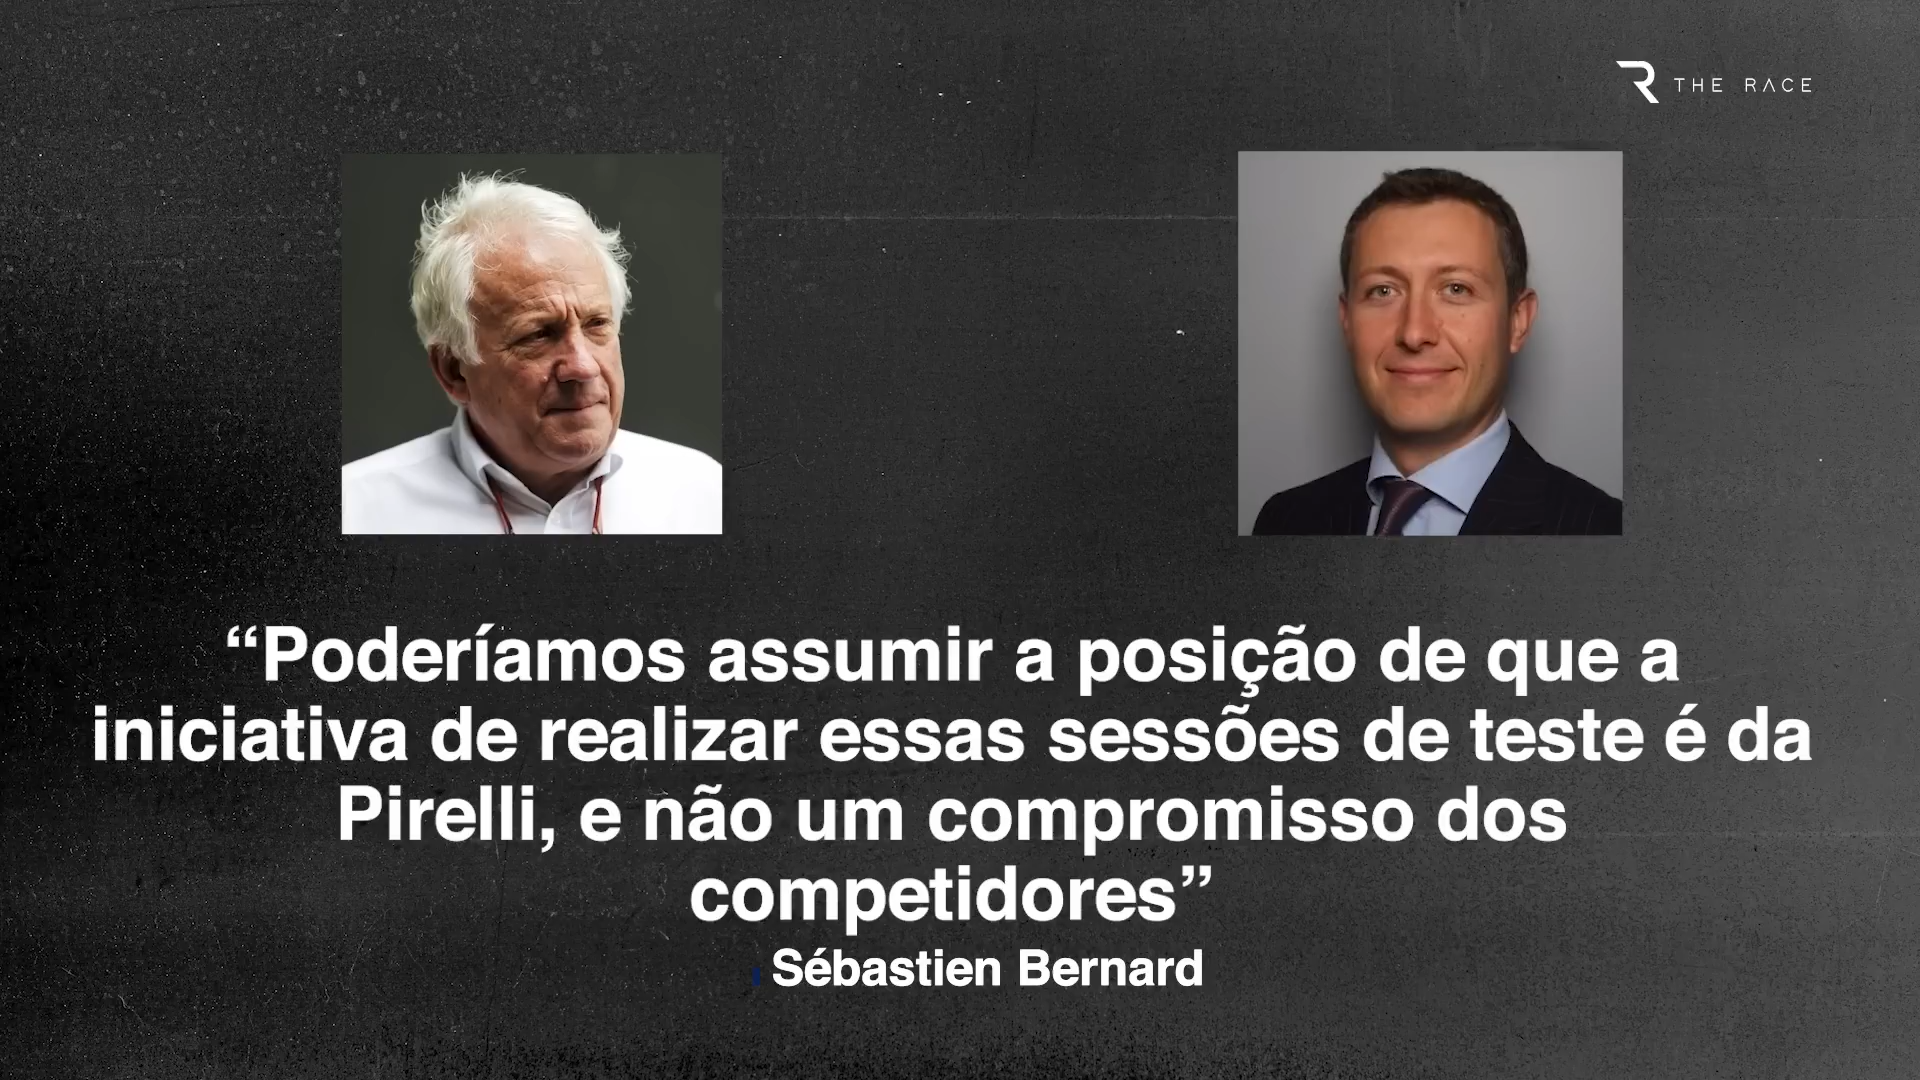 THE RACE
“Poderíamos assumir a posição de que a
iniciativa de realizar essas sessões de teste é da
Pirelli, e não um compromisso dos
competidores”
Sébastien Bernard